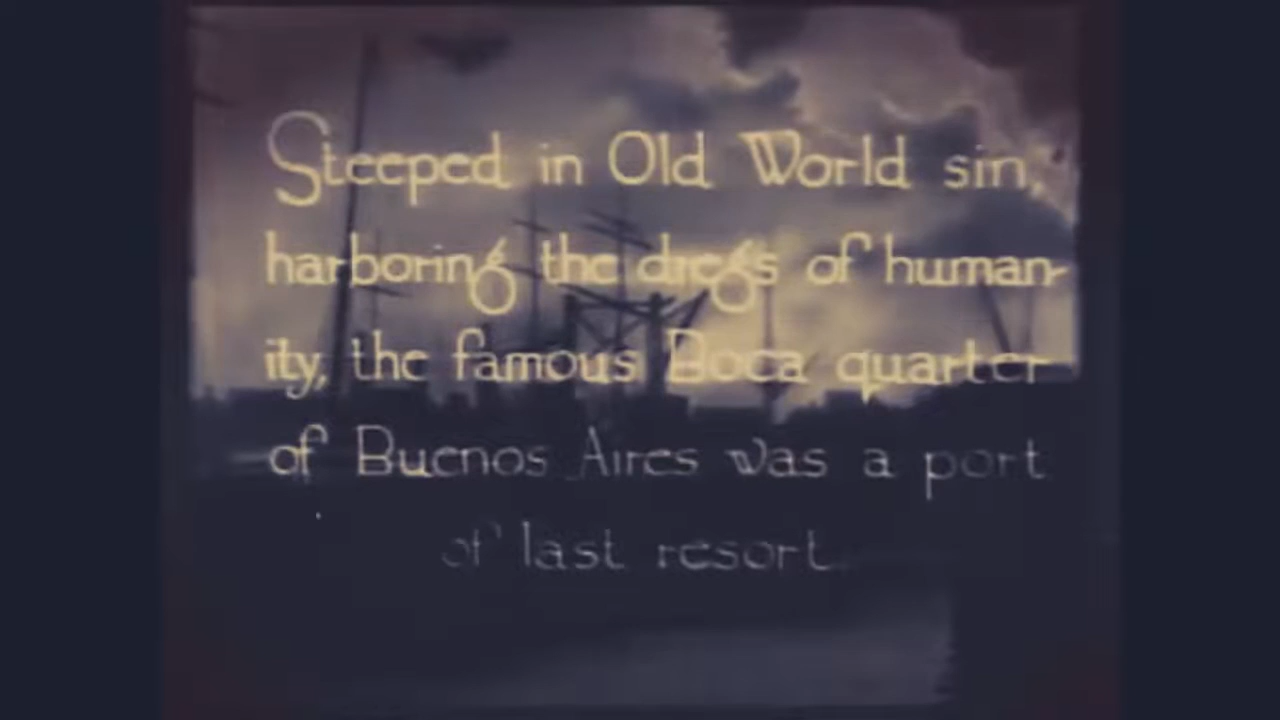 Steeped in Old World sin,
harboring the dregs of human-
ity, the famous Boca quarter
of Buenos Aires was a port
of last resort.